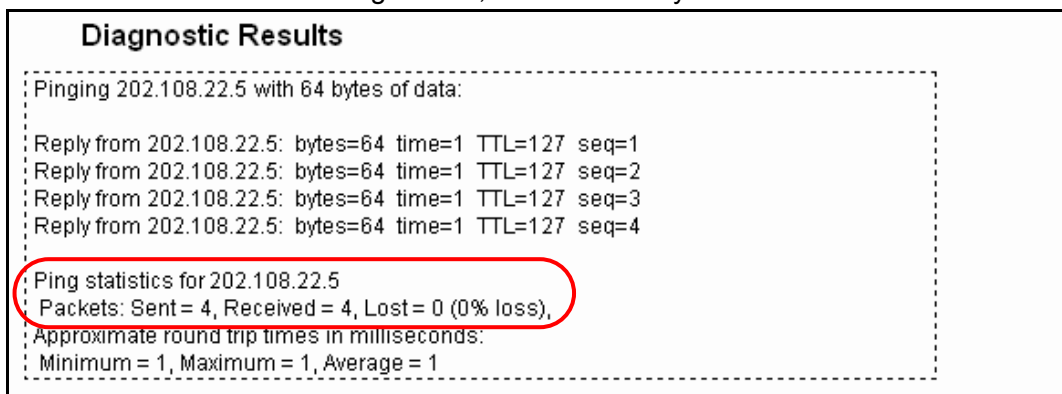 Diagnostic Results
Pinging 202.108.22.5 with 64 bytes of data:
Reply from 202.108.22.5: bytes=64 time=1 TTL=127 seq=1
Reply from 202.108.22.5: bytes=64 time=1 TTL=127 seq=2
Reply from 202.108.22.5: bytes=64 time=1 TTL=127 seq=3
Reply from 202.108.22.5: bytes=64 time=1 TTL=127 seq=4
Ping statistics for 202.108.22.5
Packets: Sent = 4, Received = 4, Lost = 0 (0% loss),
Approximate round trip times in milliseconds:
Minimum = 1, Maximum = 1, Average = 1